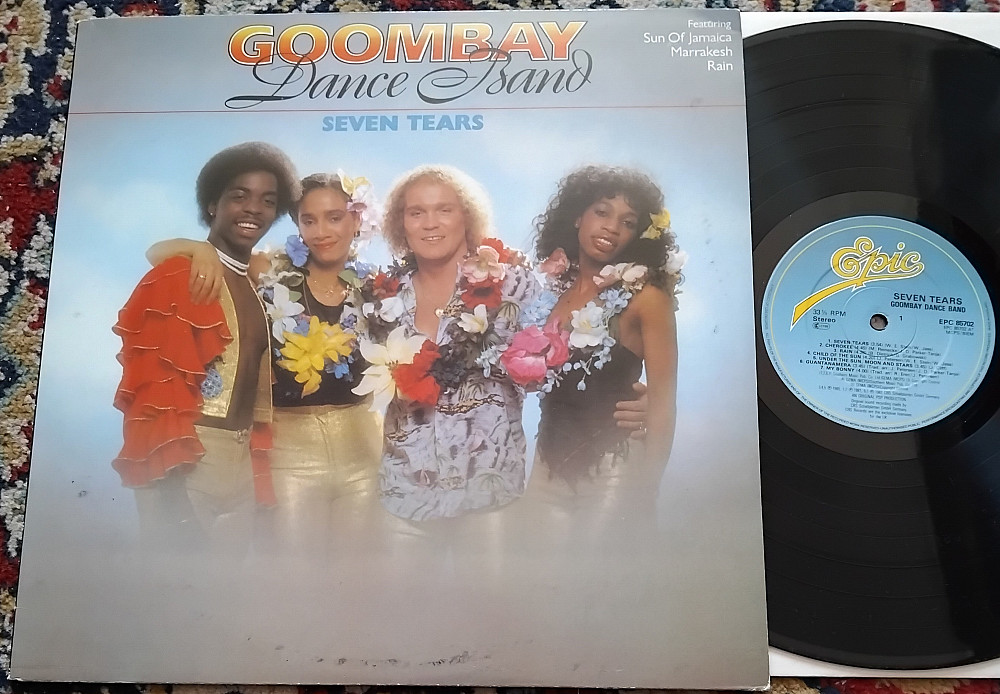 GOOMBAY
Dance Band
SEVEN TEARS
Featuring
Sun Of Jamaica
Marrakesh
Rain
Epic
SEVEN TEARS
GOOMBAY DANCE BAND
33⅓ RPM
Stereo
1
EPC 85702
1. SEVEN TEARS
2. CHEROKEE
3. RAIN
4. CHILD OF THE SUN
5. UNDER THE SUN, MOON AND STARS
6. GUANTANAMERA
7. MY BONNY